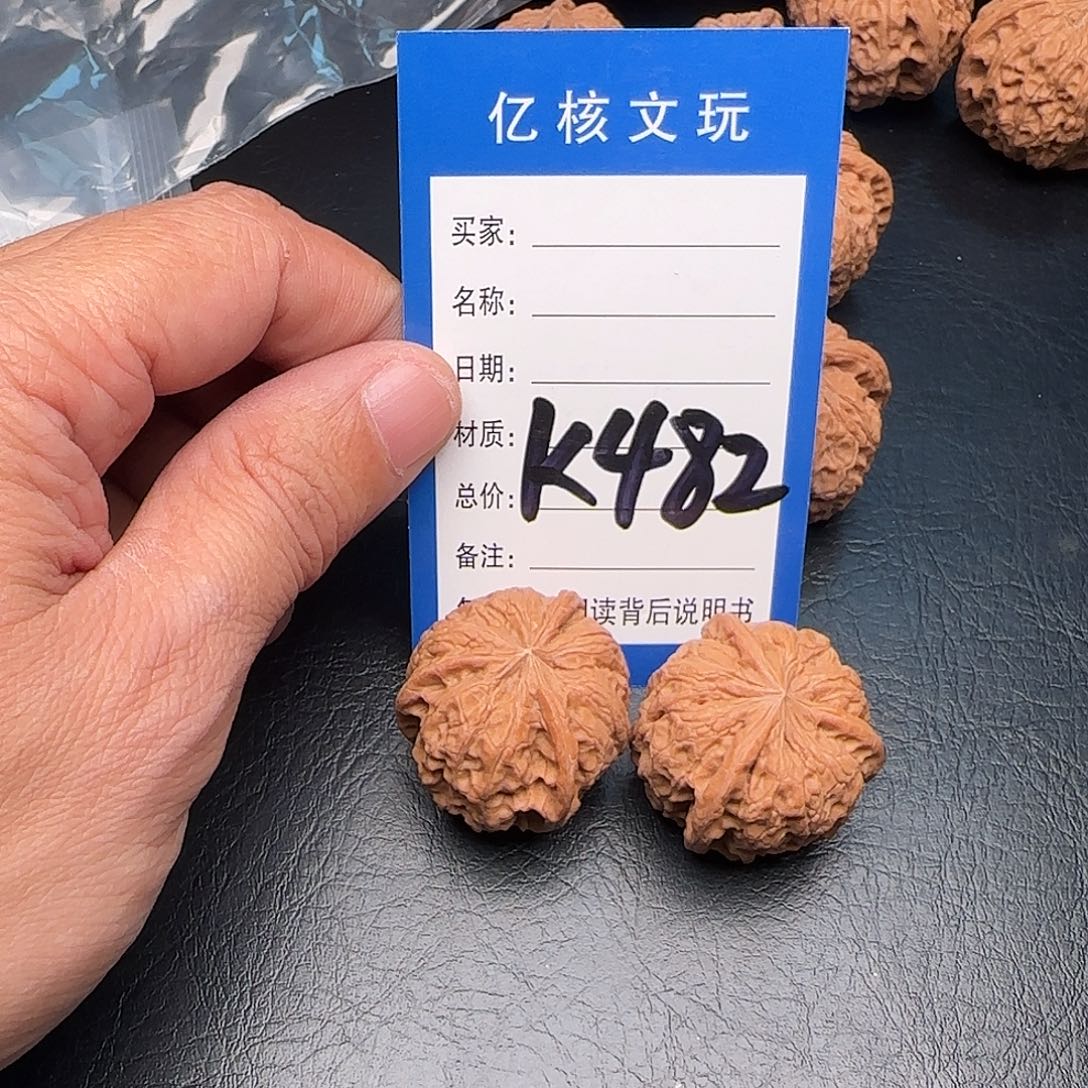 亿核文玩
买家：
名称：
日期：
材质：
K482
总价：
备注：
读背后说明书